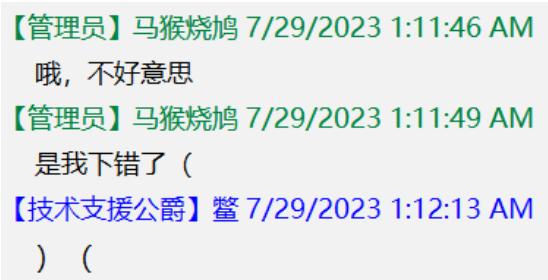 【管理员】马猴烧鸠 7/29/2023 1:11:46 AM
哦，不好意思
【管理员】马猴烧鸠 7/29/2023 1:11:49 AM
是我下错了（
【技术支援公爵】鳖 7/29/2023 1:12:13 AM
）（